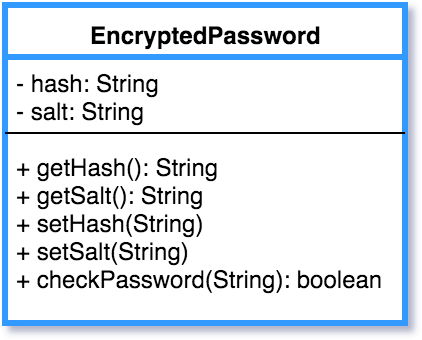 EncryptedPassword
- hash: String
- salt: String
+ getHash(): String
+ getSalt(): String
+ setHash(String)
+ setSalt(String)
+ checkPassword(String): boolean